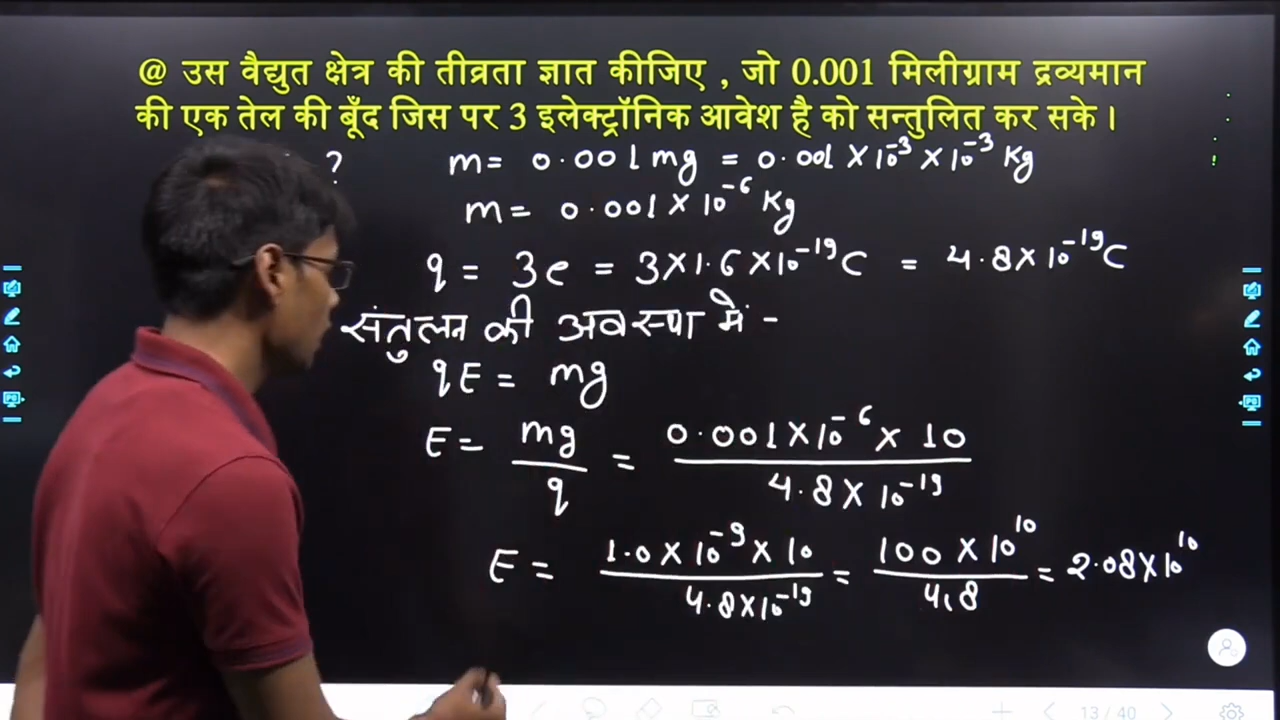 @ उस वैद्युत क्षेत्र की तीव्रता ज्ञात कीजिए , जो 0.001 मिलीग्राम द्रव्यमान
की एक तेल की बूँद जिस पर 3 इलेक्ट्रॉनिक आवेश है को सन्तुलित कर सके ।
? m = 0.001 mg = 0.001 × 10⁻³ × 10⁻³ Kg
m = 0.001 × 10⁻⁶ Kg
q = 3e = 3 × 1.6 × 10⁻¹⁹ C = 4.8 × 10⁻¹⁹ C
संतुलन की अवस्था में -
qE = mg
E = mg/q = (0.001 × 10⁻⁶ × 10)/(4.8 × 10⁻¹⁹)
E = (1.0 × 10⁻⁹ × 10)/(4.8 × 10⁻¹⁹) = (100 × 10¹⁰)/4.8 = 2.08 × 10¹⁰
13 / 40